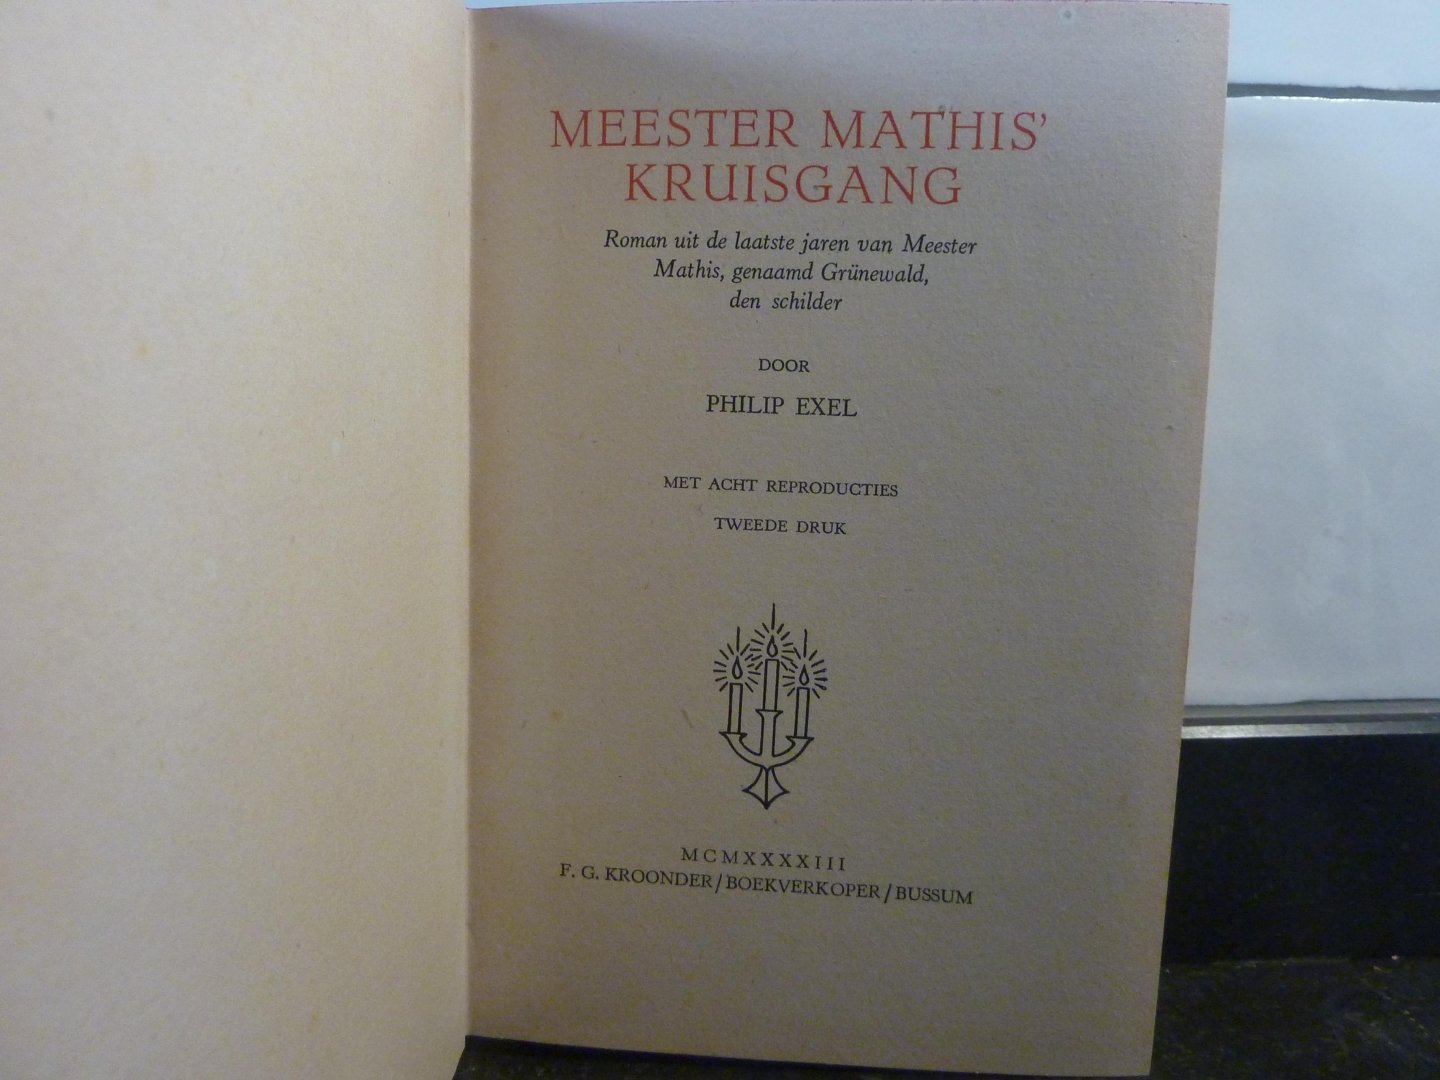 MEESTER MATHIS’
KRUISGANG
Roman uit de laatste jaren van Meester
Mathis, genaamd Grünewald,
den schilder
DOOR
PHILIP EXEL
MET ACHT REPRODUCTIES
TWEEDE DRUK
MCMXXXXIII
F. G. KROONDER/BOEKVERKOPER/BUSSUM